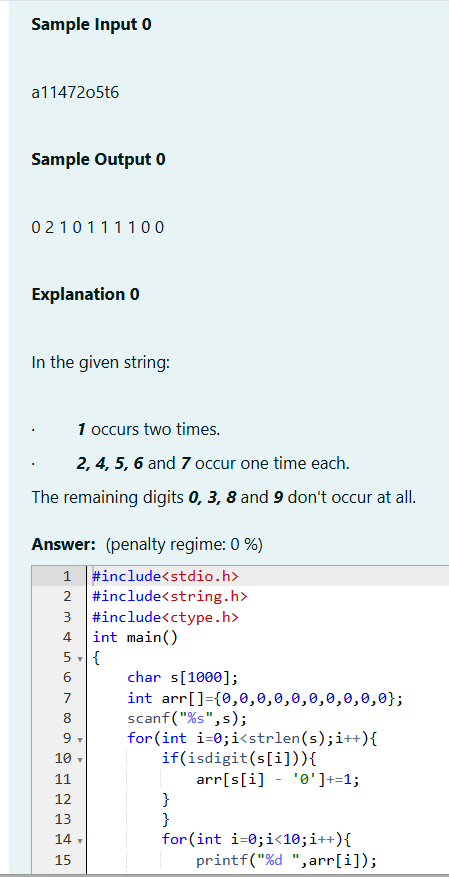 Sample Input 0
a11472o5t6
Sample Output 0
0 2 1 0 1 1 1 1 0 0
Explanation 0
In the given string:
· 1 occurs two times.
· 2, 4, 5, 6 and 7 occur one time each.
The remaining digits 0, 3, 8 and 9 don't occur at all.
Answer: (penalty regime: 0 %)
1 #include<stdio.h>
2 #include<string.h>
3 #include<ctype.h>
4 int main()
5 {
6 char s[1000];
7 int arr[]={0,0,0,0,0,0,0,0,0,0};
8 scanf("%s",s);
9 for(int i=0;i<strlen(s);i++){
10 if(isdigit(s[i])){
11 arr[s[i] - '0']+=1;
12 }
13 }
14 for(int i=0;i<10;i++){
15 printf("%d ",arr[i]);